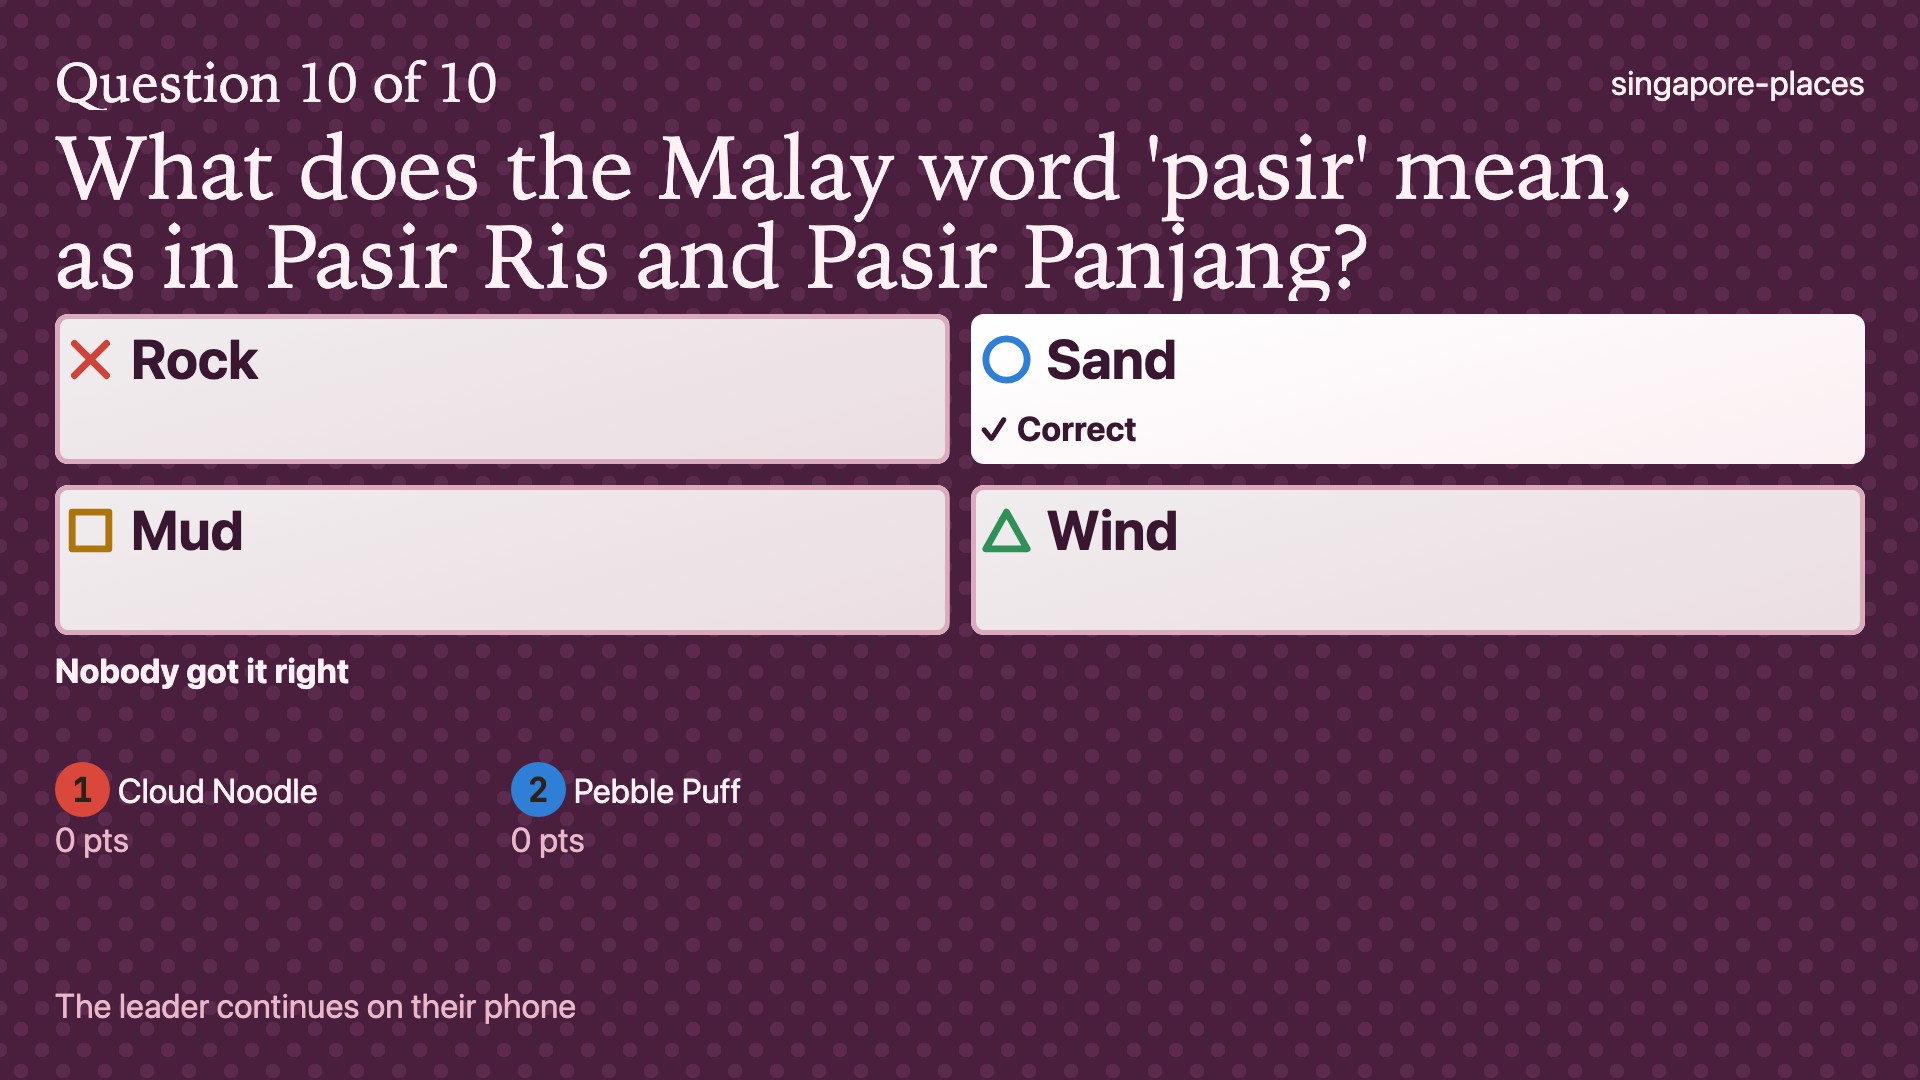 Question 10 of 10
singapore-places
What does the Malay word 'pasir' mean,
as in Pasir Ris and Pasir Panjang?
Rock
Sand
✓ Correct
Mud
Wind
Nobody got it right
1 Cloud Noodle
0 pts
2 Pebble Puff
0 pts
The leader continues on their phone